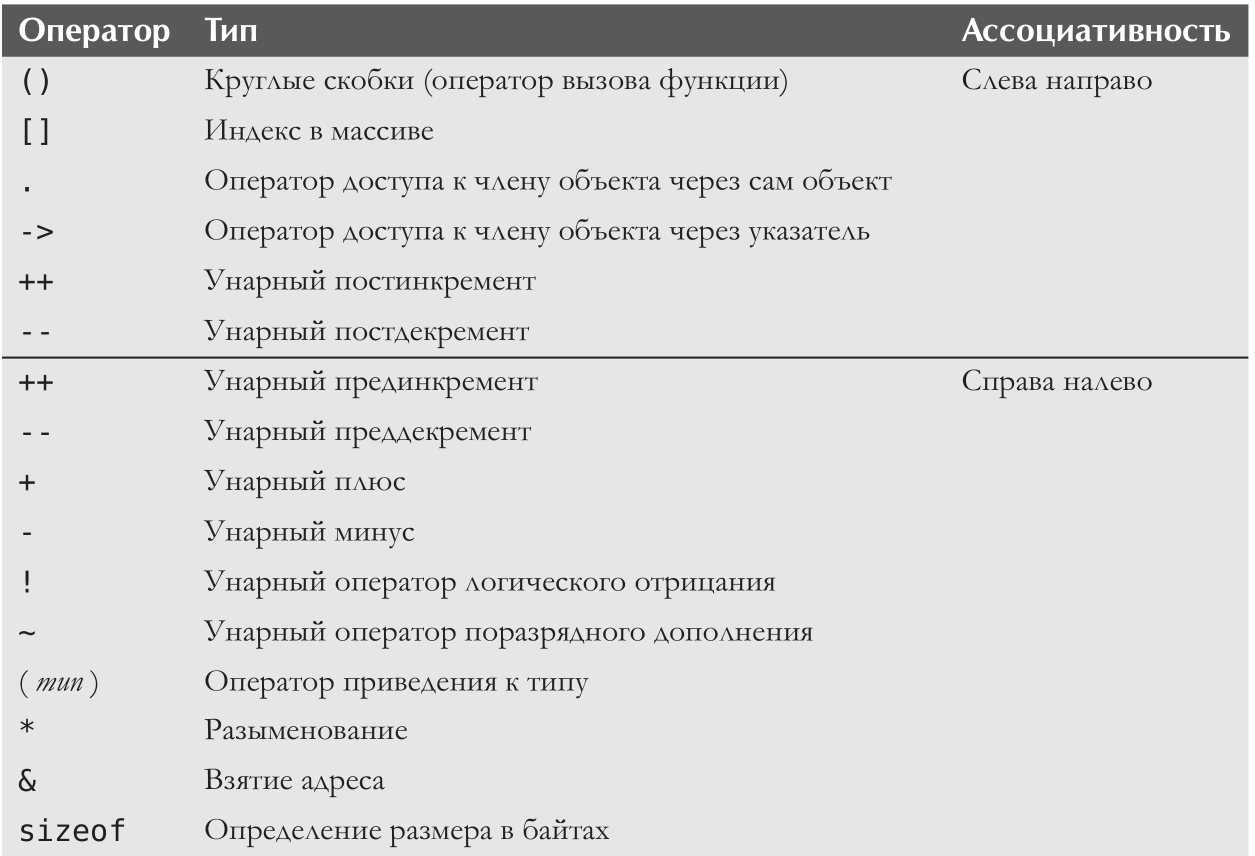 Оператор Тип Ассоциативность
() Круглые скобки (оператор вызова функции) Слева направо
[] Индекс в массиве
. Оператор доступа к члену объекта через сам объект
-> Оператор доступа к члену объекта через указатель
++ Унарный постинкремент
-- Унарный постдекремент
++ Унарный прединкремент Справа налево
-- Унарный преддекремент
+ Унарный плюс
- Унарный минус
! Унарный оператор логического отрицания
~ Унарный оператор поразрядного дополнения
( тип ) Оператор приведения к типу
* Разыменование
& Взятие адреса
sizeof Определение размера в байтах